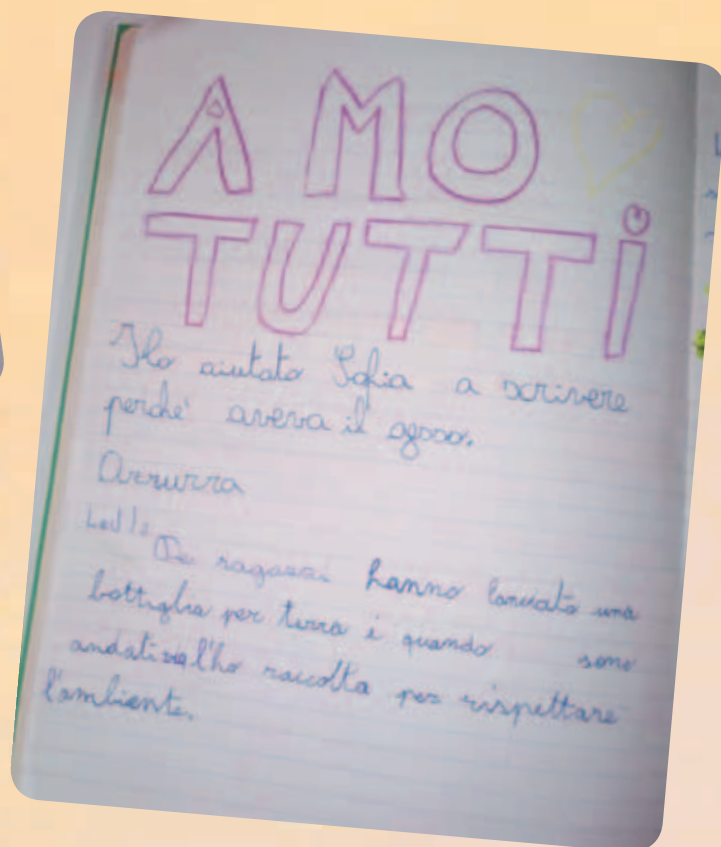 AMO
TUTTI
Ho aiutato Sofia a scrivere
perché aveva il gesso.
Azzurra
Dei ragazzi hanno lanciato una
bottiglia per terra e quando sono
andati via l'ho raccolta per rispettare
l'ambiente.